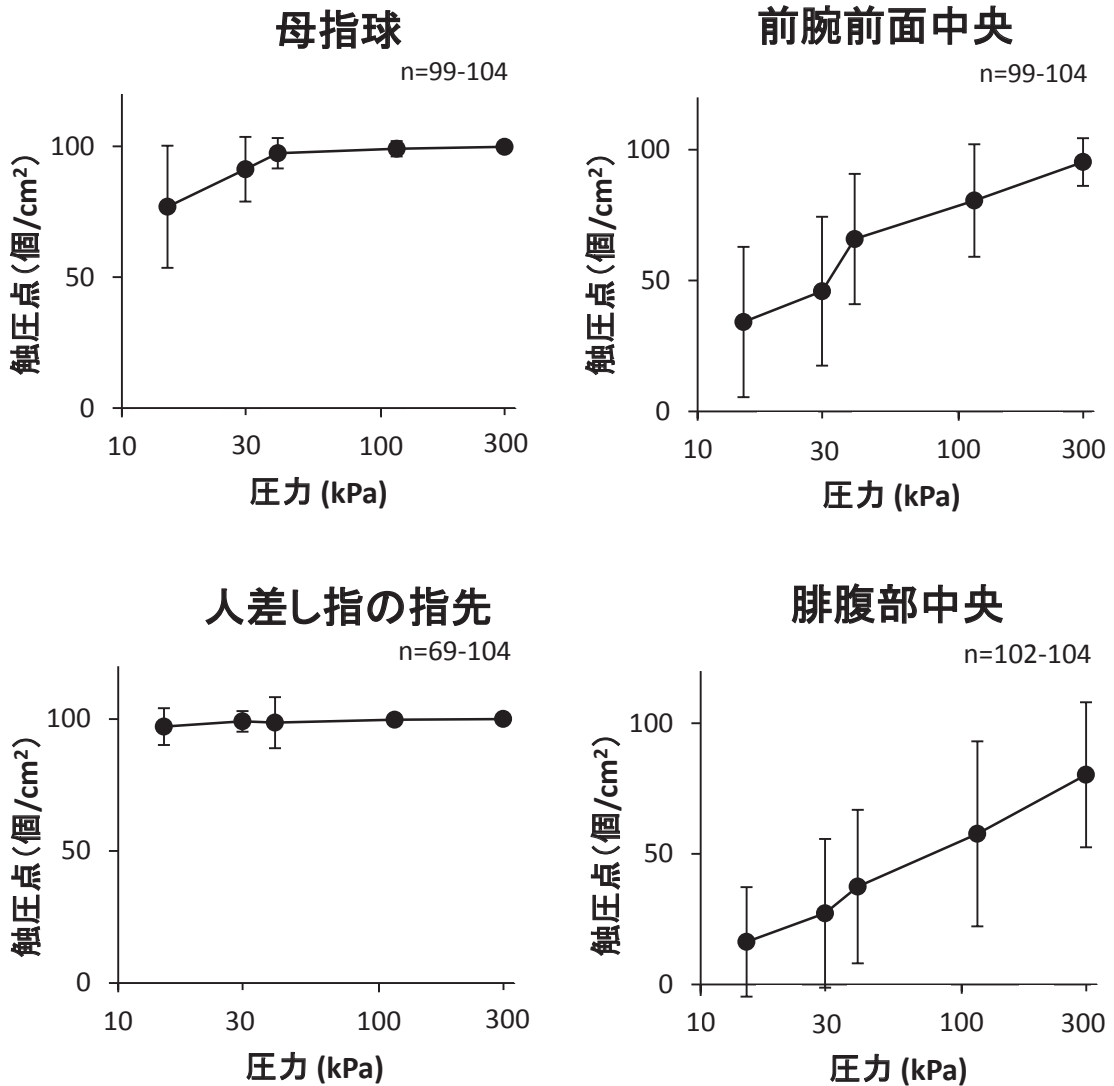 母指球
n=99-104
触圧点（個/cm²）
100
50
0
10 30 100 300
圧力 (kPa)
前腕前面中央
n=99-104
触圧点（個/cm²）
100
50
0
10 30 100 300
圧力 (kPa)
人差し指の指先
n=69-104
触圧点（個/cm²）
100
50
0
10 30 100 300
圧力 (kPa)
腓腹部中央
n=102-104
触圧点（個/cm²）
100
50
0
10 30 100 300
圧力 (kPa)